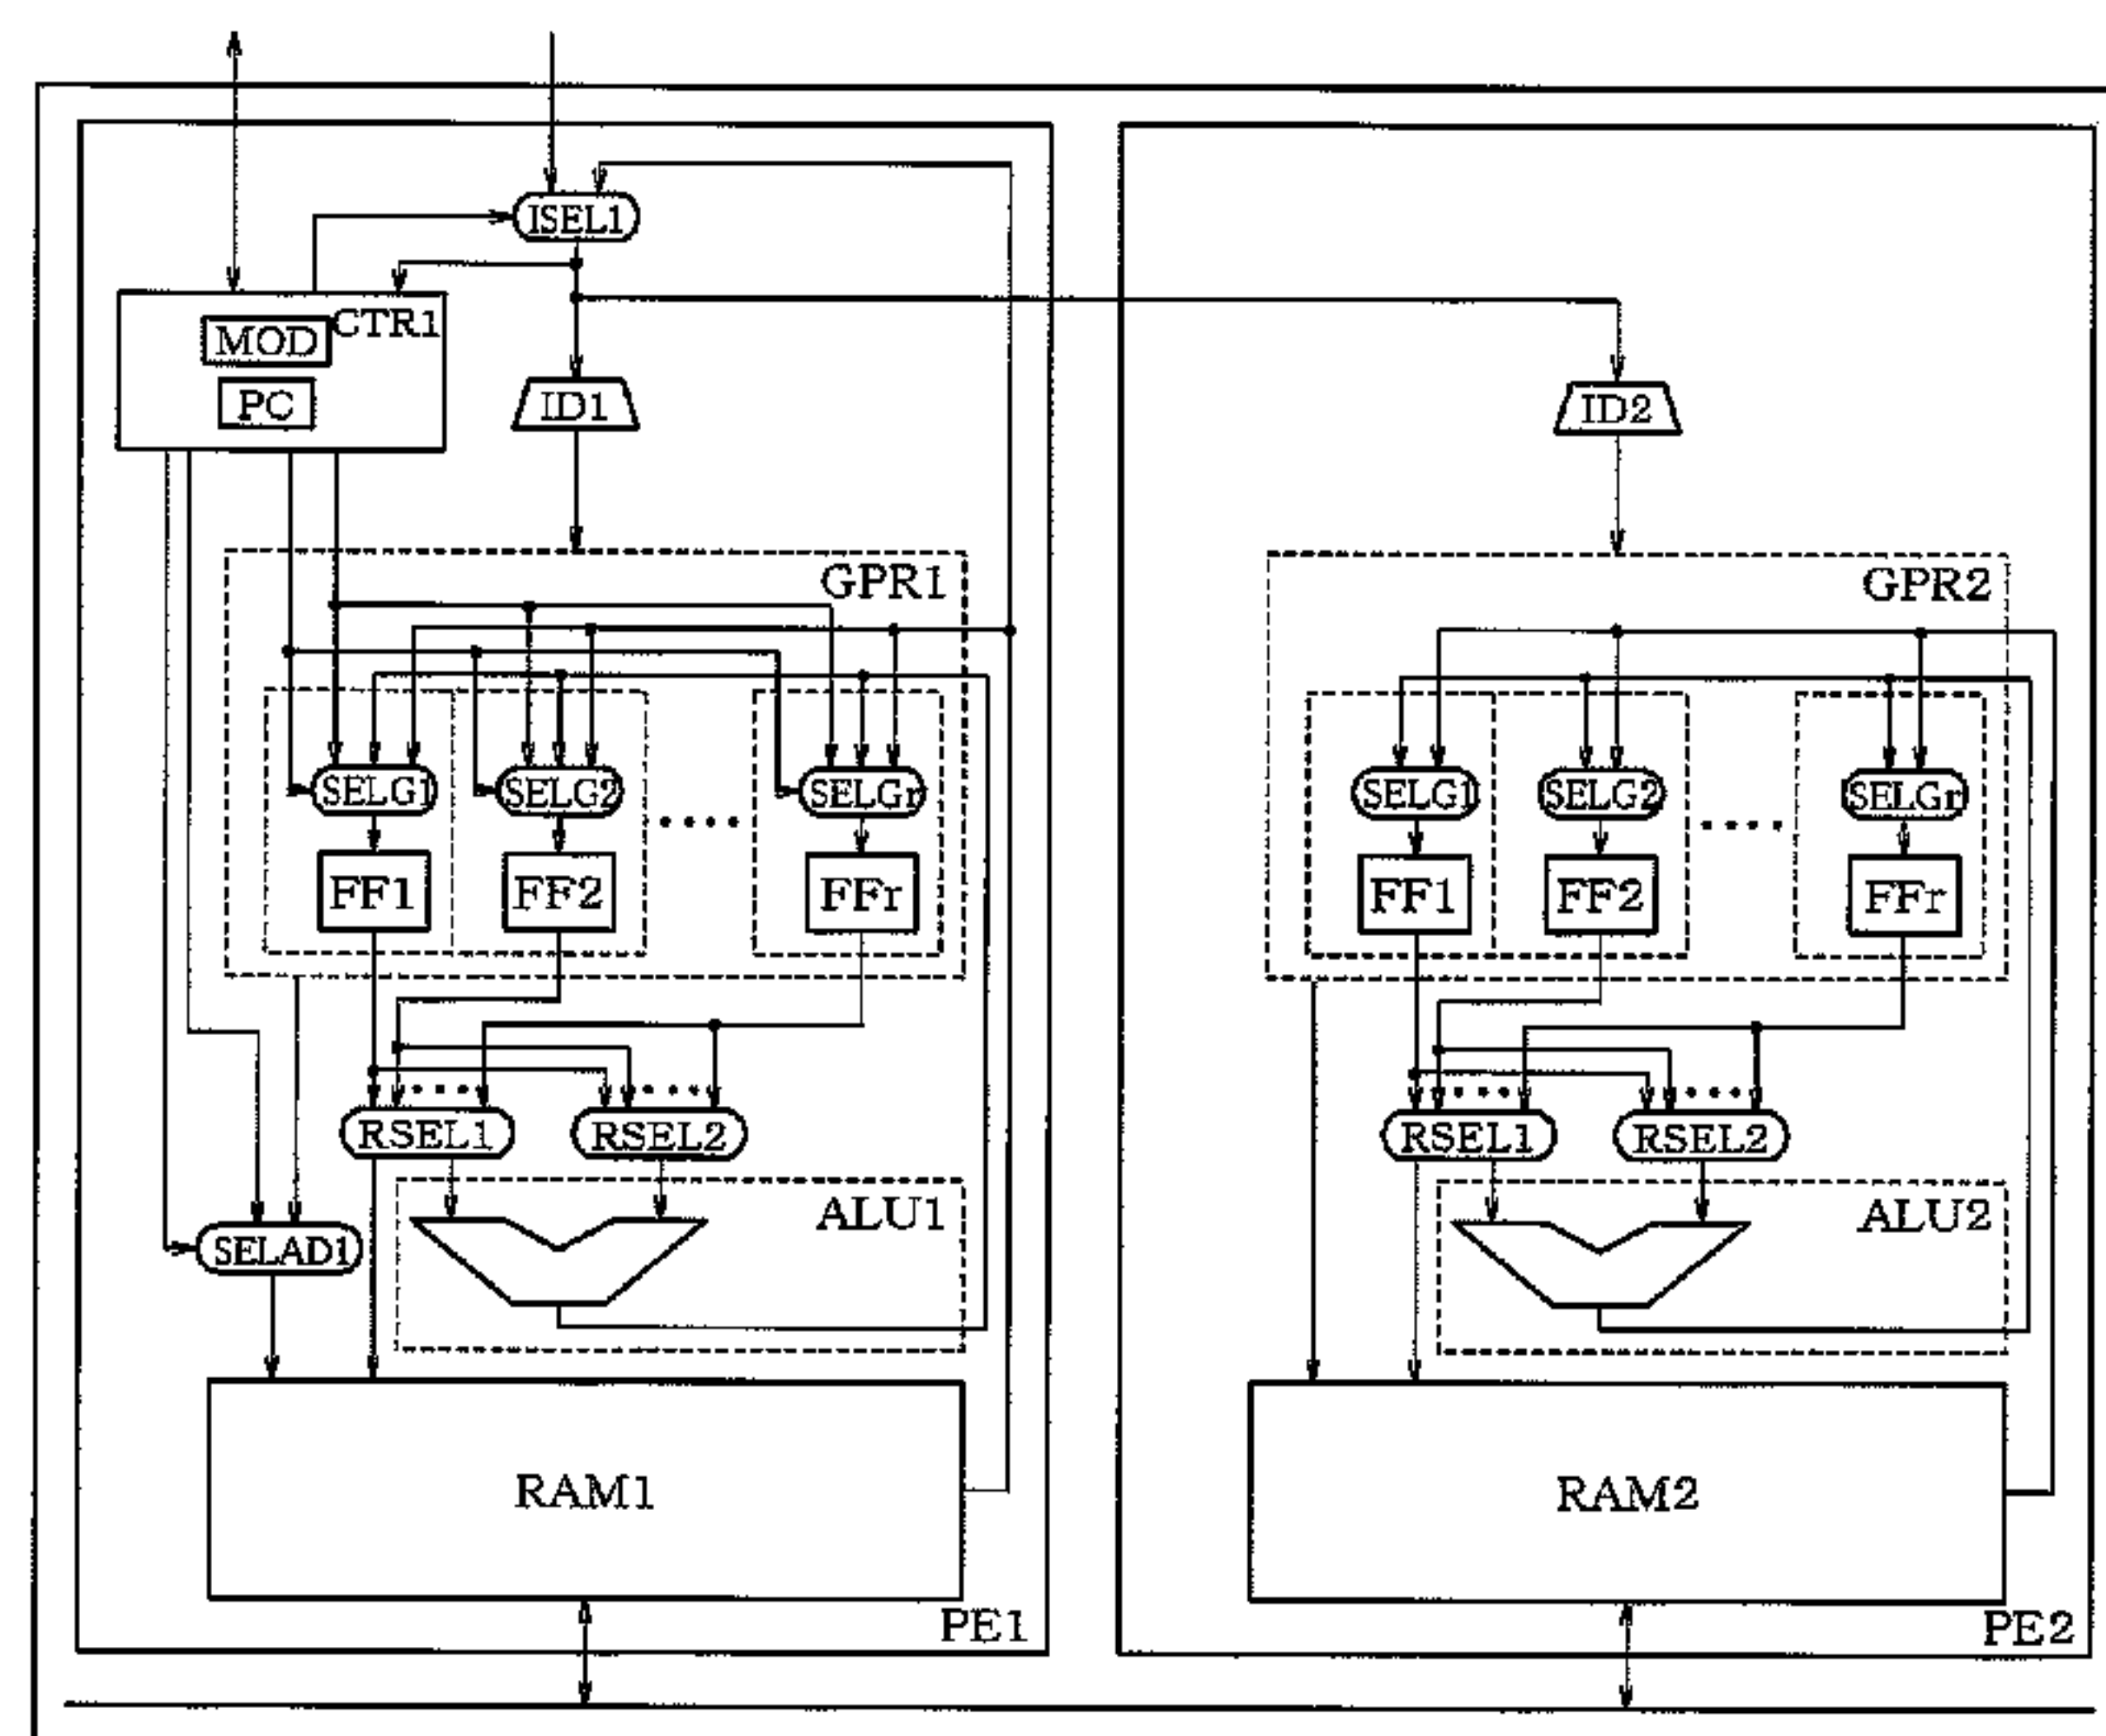 ISEL1
CTR1
MOD
PC
ID1
ID2
GPR1
GPR2
SELG1 SELG2 SELGr
SELG1 SELG2 SELGr
FF1 FF2 FFr
FF1 FF2 FFr
RSEL1 RSEL2
RSEL1 RSEL2
ALU1
ALU2
SELAD1
RAM1
RAM2
PE1
PE2